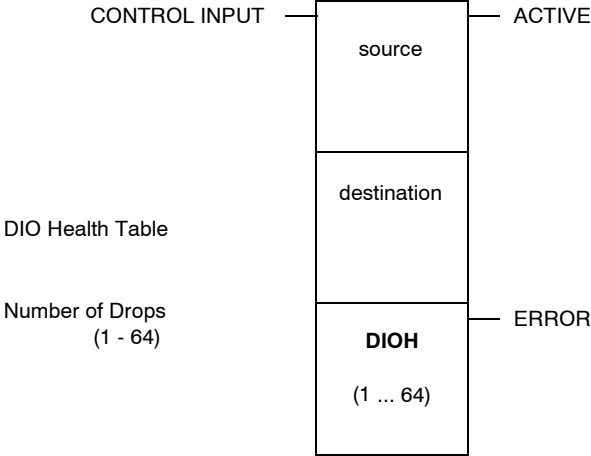 CONTROL INPUT
ACTIVE
source
destination
DIO Health Table
Number of Drops
(1 - 64)
ERROR
DIOH
(1 ... 64)